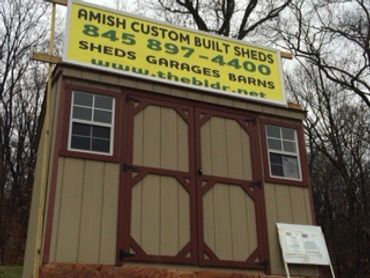 AMISH CUSTOM BUILT SHEDS
845 897-4400
SHEDS GARAGES BARNS
www.thebldr.net